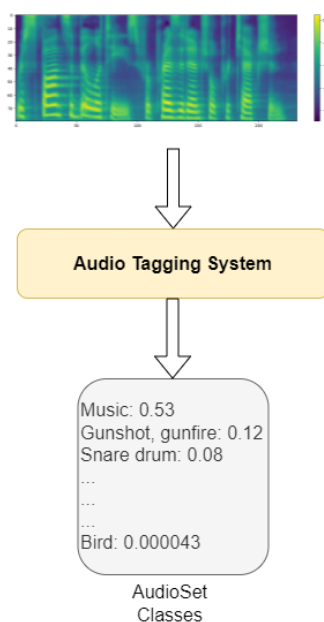 Audio Tagging System
Music: 0.53
Gunshot, gunfire: 0.12
Snare drum: 0.08
...
...
...
Bird: 0.000043
AudioSet
Classes